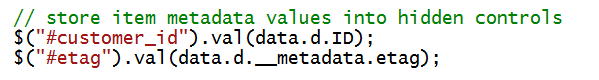 // store item metadata values into hidden controls
$("#customer_id").val(data.d.ID);
$("#etag").val(data.d.__metadata.etag);